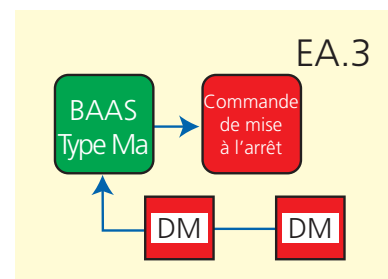 EA.3
BAAS
Type Ma
Commande
de mise
à l'arrêt
DM
DM